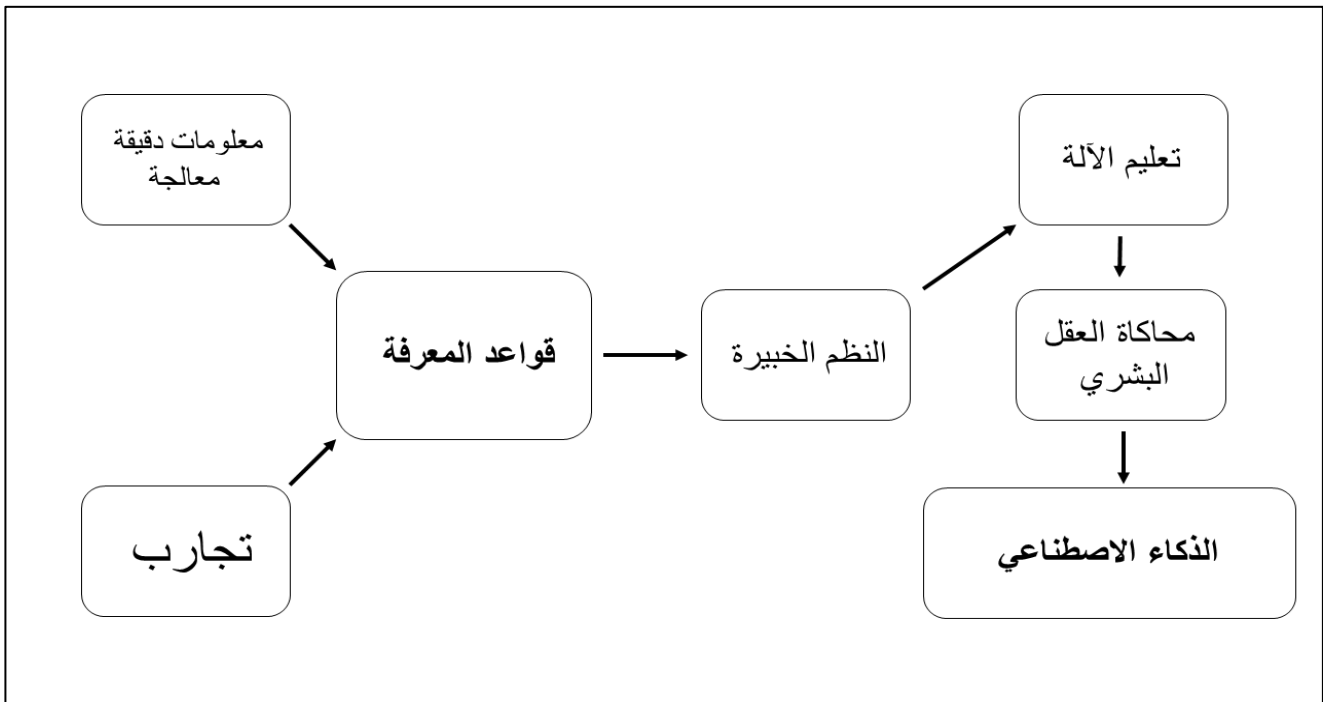 معلومات دقيقة
معالجة
تجارب
قواعد المعرفة
النظم الخبيرة
تعليم الآلة
محاكاة العقل
البشري
الذكاء الاصطناعي